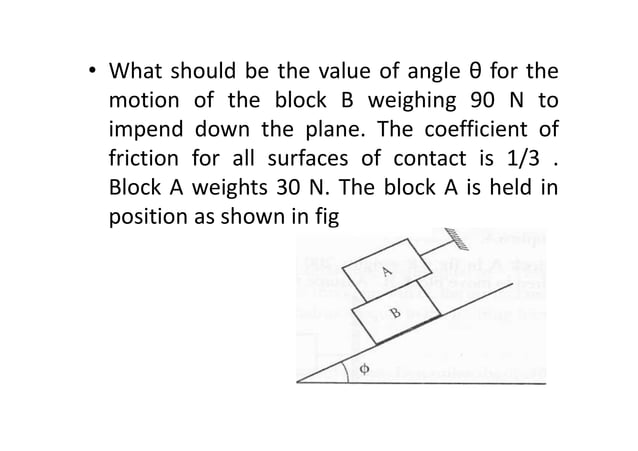 • What should be the value of angle θ for the
motion of the block B weighing 90 N to
impend down the plane. The coefficient of
friction for all surfaces of contact is 1/3 .
Block A weights 30 N. The block A is held in
position as shown in fig
A
B
ϕ